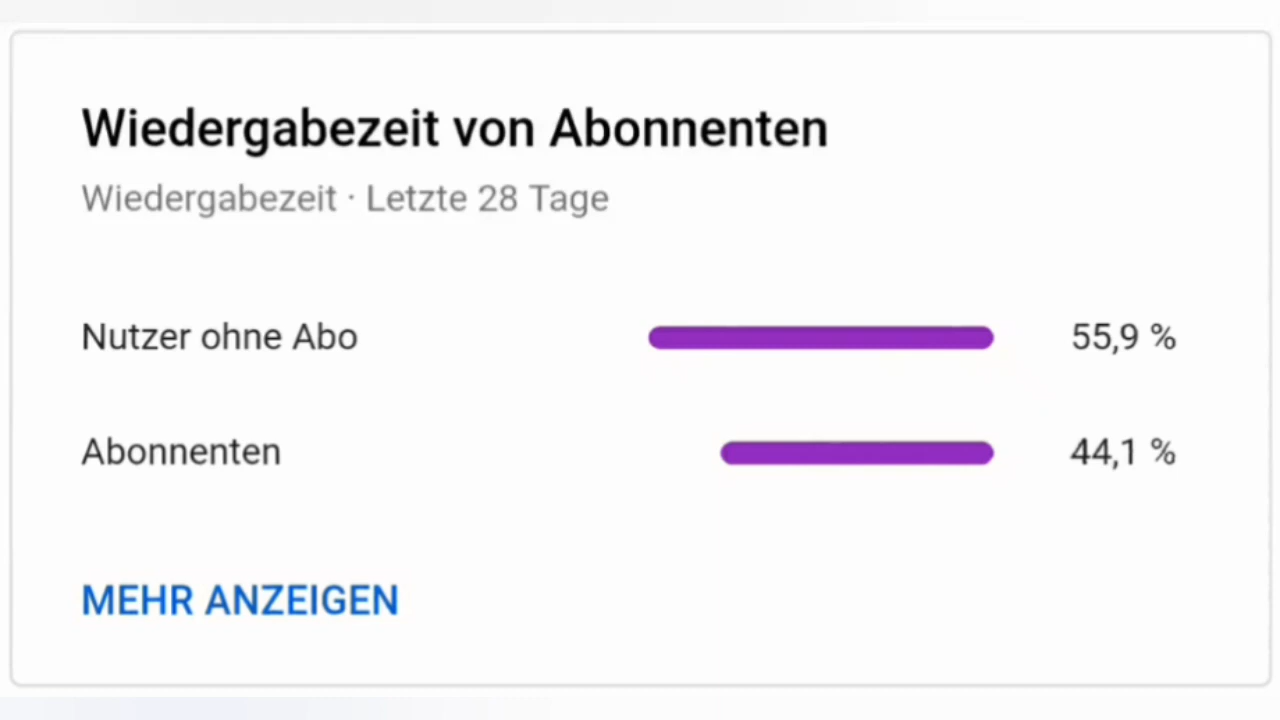 Wiedergabezeit von Abonnenten
Wiedergabezeit · Letzte 28 Tage
Nutzer ohne Abo 55,9 %
Abonnenten 44,1 %
MEHR ANZEIGEN